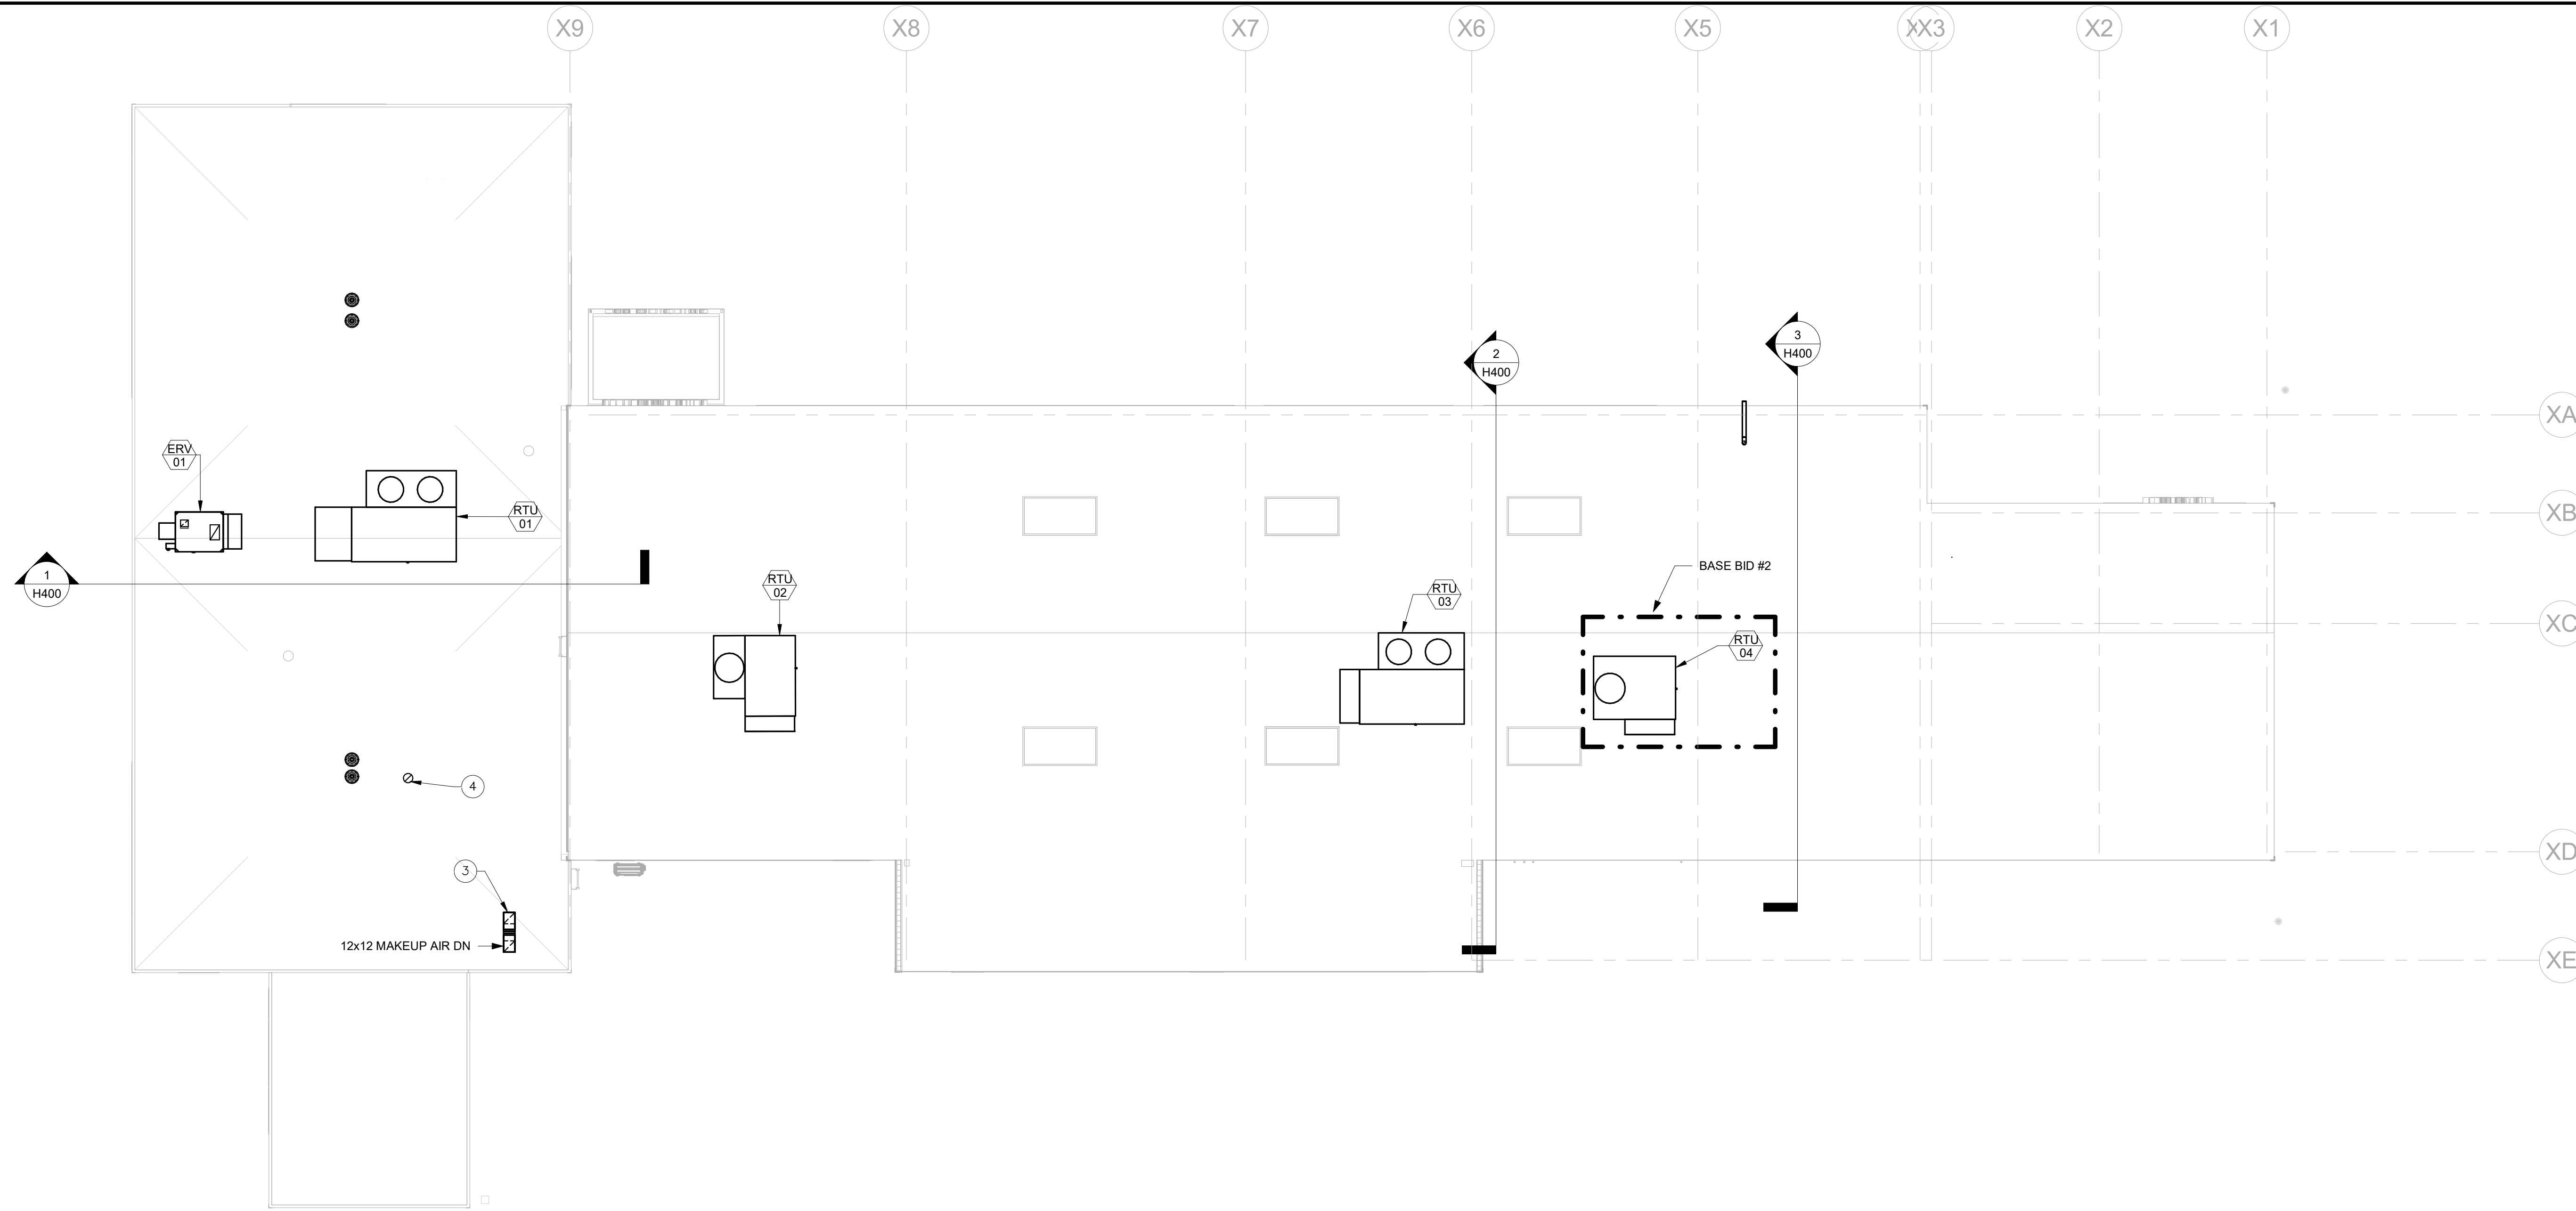 X9
X8
X7
X6
X5
X3
X2
X1
2
H400
3
H400
XA
ERV
01
RTU
01
XB
1
H400
RTU
02
RTU
03
BASE BID #2
XC
RTU
04
4
XD
3
12x12 MAKEUP AIR DN
XE